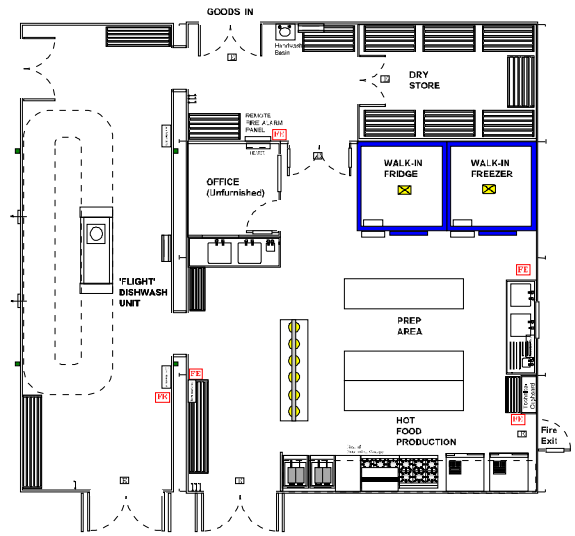 GOODS IN
Handwash
Basin
DRY
STORE
REMOTE
FIRE ALARM
PANEL
FE
WALK-IN
FRIDGE
WALK-IN
FREEZER
OFFICE
(Unfurnished)
'FLIGHT'
DISHWASH
UNIT
FE
PREP
AREA
FE
FE
FE
HOT
FOOD
PRODUCTION
Fire
Exit